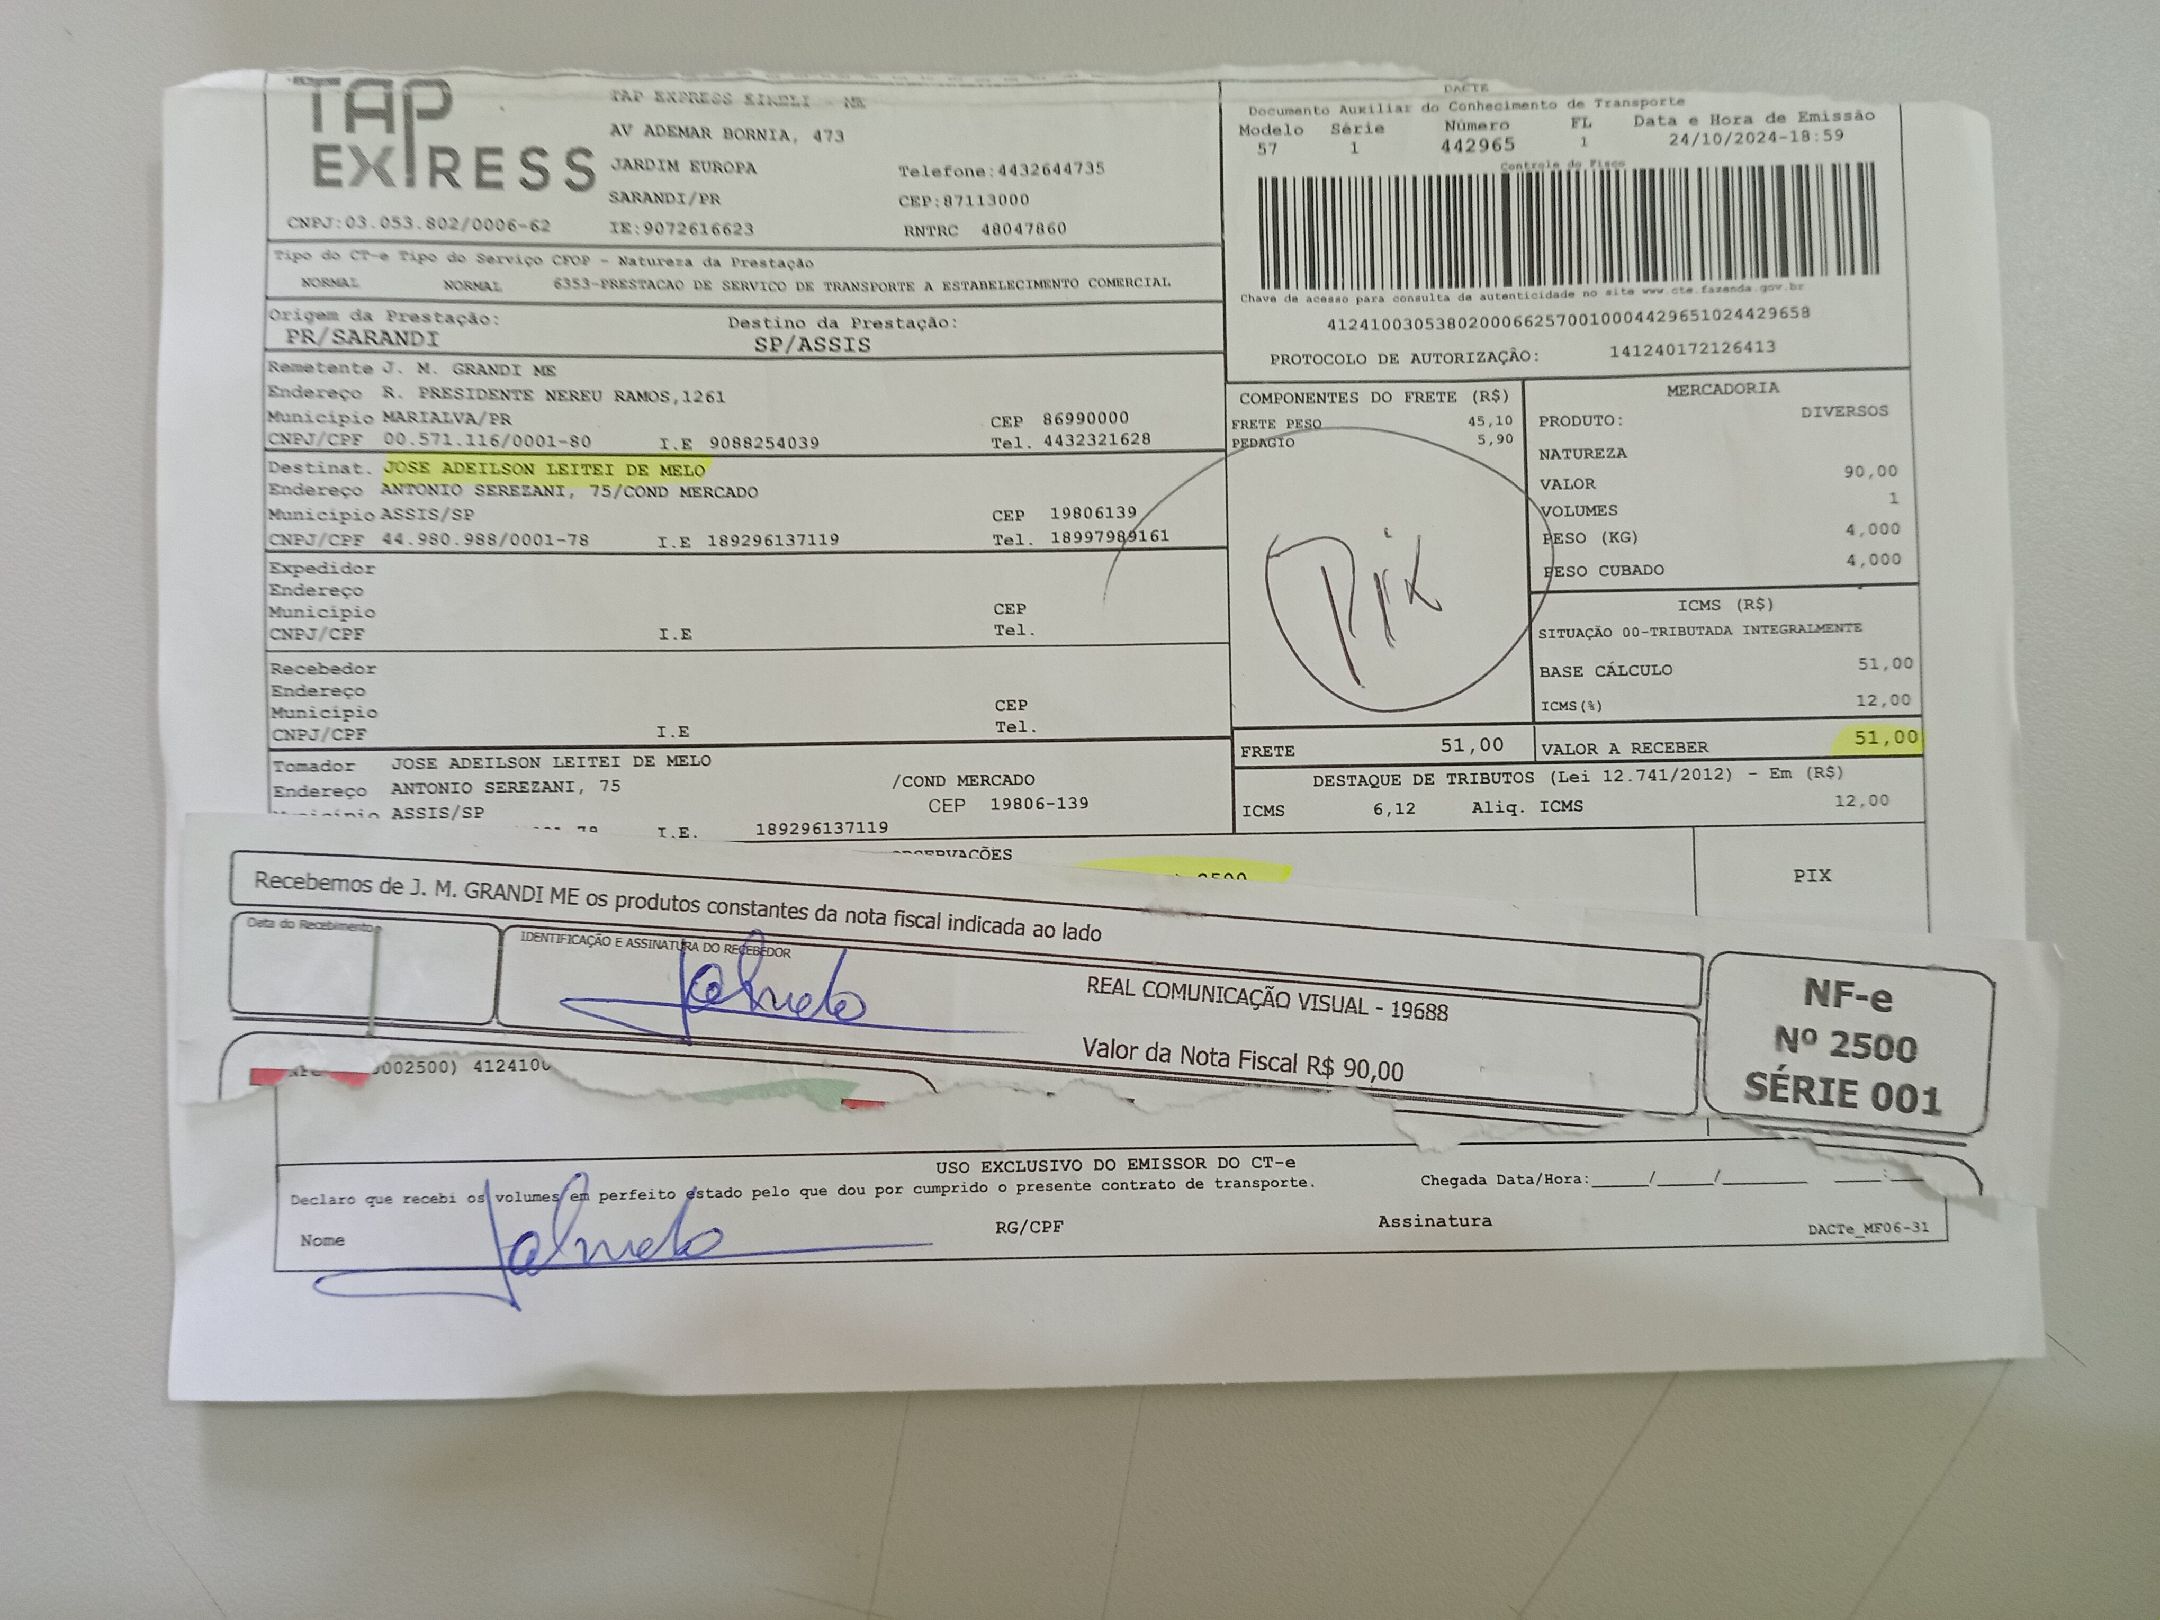 TAP
EXPRESS
TAP EXPRESS EIRELI - ME
AV ADEMAR BORNIA, 473
JARDIM EUROPA Telefone:4432644735
SARANDI/PR CEP:87113000
CNPJ:03.053.802/0006-62 IE:9072616623 RNTRC 48047860
DACTE
Documento Auxiliar do Conhecimento de Transporte
Modelo Série Número FL Data e Hora de Emissão
57 1 442965 1 24/10/2024-18:59
Controle do Fisco
Chave de acesso para consulta de autenticidade no site www.cte.fazenda.gov.br
41241003053802000662570010004429651024429658
PROTOCOLO DE AUTORIZAÇÃO: 141240172126413
Tipo do CT-e Tipo do Serviço CFOP - Natureza da Prestação
NORMAL NORMAL 6353-PRESTACAO DE SERVICO DE TRANSPORTE A ESTABELECIMENTO COMERCIAL
Origem da Prestação: Destino da Prestação:
PR/SARANDI SP/ASSIS
Remetente J. M. GRANDI ME
Endereço R. PRESIDENTE NEREU RAMOS,1261
Município MARIALVA/PR CEP 86990000
CNPJ/CPF 00.571.116/0001-80 I.E 9088254039 Tel. 4432321628
Destinat. JOSE ADEILSON LEITEI DE MELO
Endereço ANTONIO SEREZANI, 75/COND MERCADO
Município ASSIS/SP CEP 19806139
CNPJ/CPF 44.980.988/0001-78 I.E 189296137119 Tel. 18997989161
Expedidor
Endereço
Município CEP
CNPJ/CPF I.E Tel.
Recebedor
Endereço
Município CEP
CNPJ/CPF I.E Tel.
Tomador JOSE ADEILSON LEITEI DE MELO
Endereço ANTONIO SEREZANI, 75 /COND MERCADO
ASSIS/SP CEP 19806-139
I.E. 189296137119
COMPONENTES DO FRETE (R$)
FRETE PESO 45,10
PEDAGIO 5,90
Pix
MERCADORIA
PRODUTO: DIVERSOS
NATUREZA
VALOR 90,00
VOLUMES 1
PESO (KG) 4,000
PESO CUBADO 4,000
ICMS (R$)
SITUAÇÃO 00-TRIBUTADA INTEGRALMENTE
BASE CÁLCULO 51,00
ICMS(%) 12,00
FRETE 51,00 VALOR A RECEBER 51,00
DESTAQUE DE TRIBUTOS (Lei 12.741/2012) - Em (R$)
ICMS 6,12 Aliq. ICMS 12,00
OBSERVAÇÕES
2500
PIX
Recebemos de J. M. GRANDI ME os produtos constantes da nota fiscal indicada ao lado
Data do Recebimento IDENTIFICAÇÃO E ASSINATURA DO RECEBEDOR
REAL COMUNICAÇÃO VISUAL - 19688
Valor da Nota Fiscal R$ 90,00
NF-e
Nº 2500
SÉRIE 001
002500) 412410
USO EXCLUSIVO DO EMISSOR DO CT-e
Declaro que recebi os volumes em perfeito estado pelo que dou por cumprido o presente contrato de transporte. Chegada Data/Hora:______/______/________ ____:___
Nome RG/CPF Assinatura DACTe_MF06-31